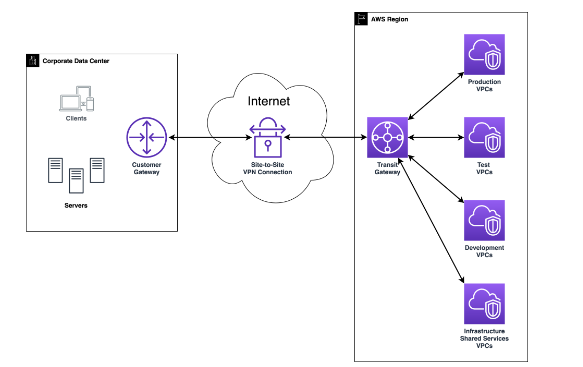 AWS Region
Corporate Data Center
Clients
Servers
Customer
Gateway
Internet
Site-to-Site
VPN Connection
Transit
Gateway
Production
VPCs
Test
VPCs
Development
VPCs
Infrastructure
Shared Services
VPCs